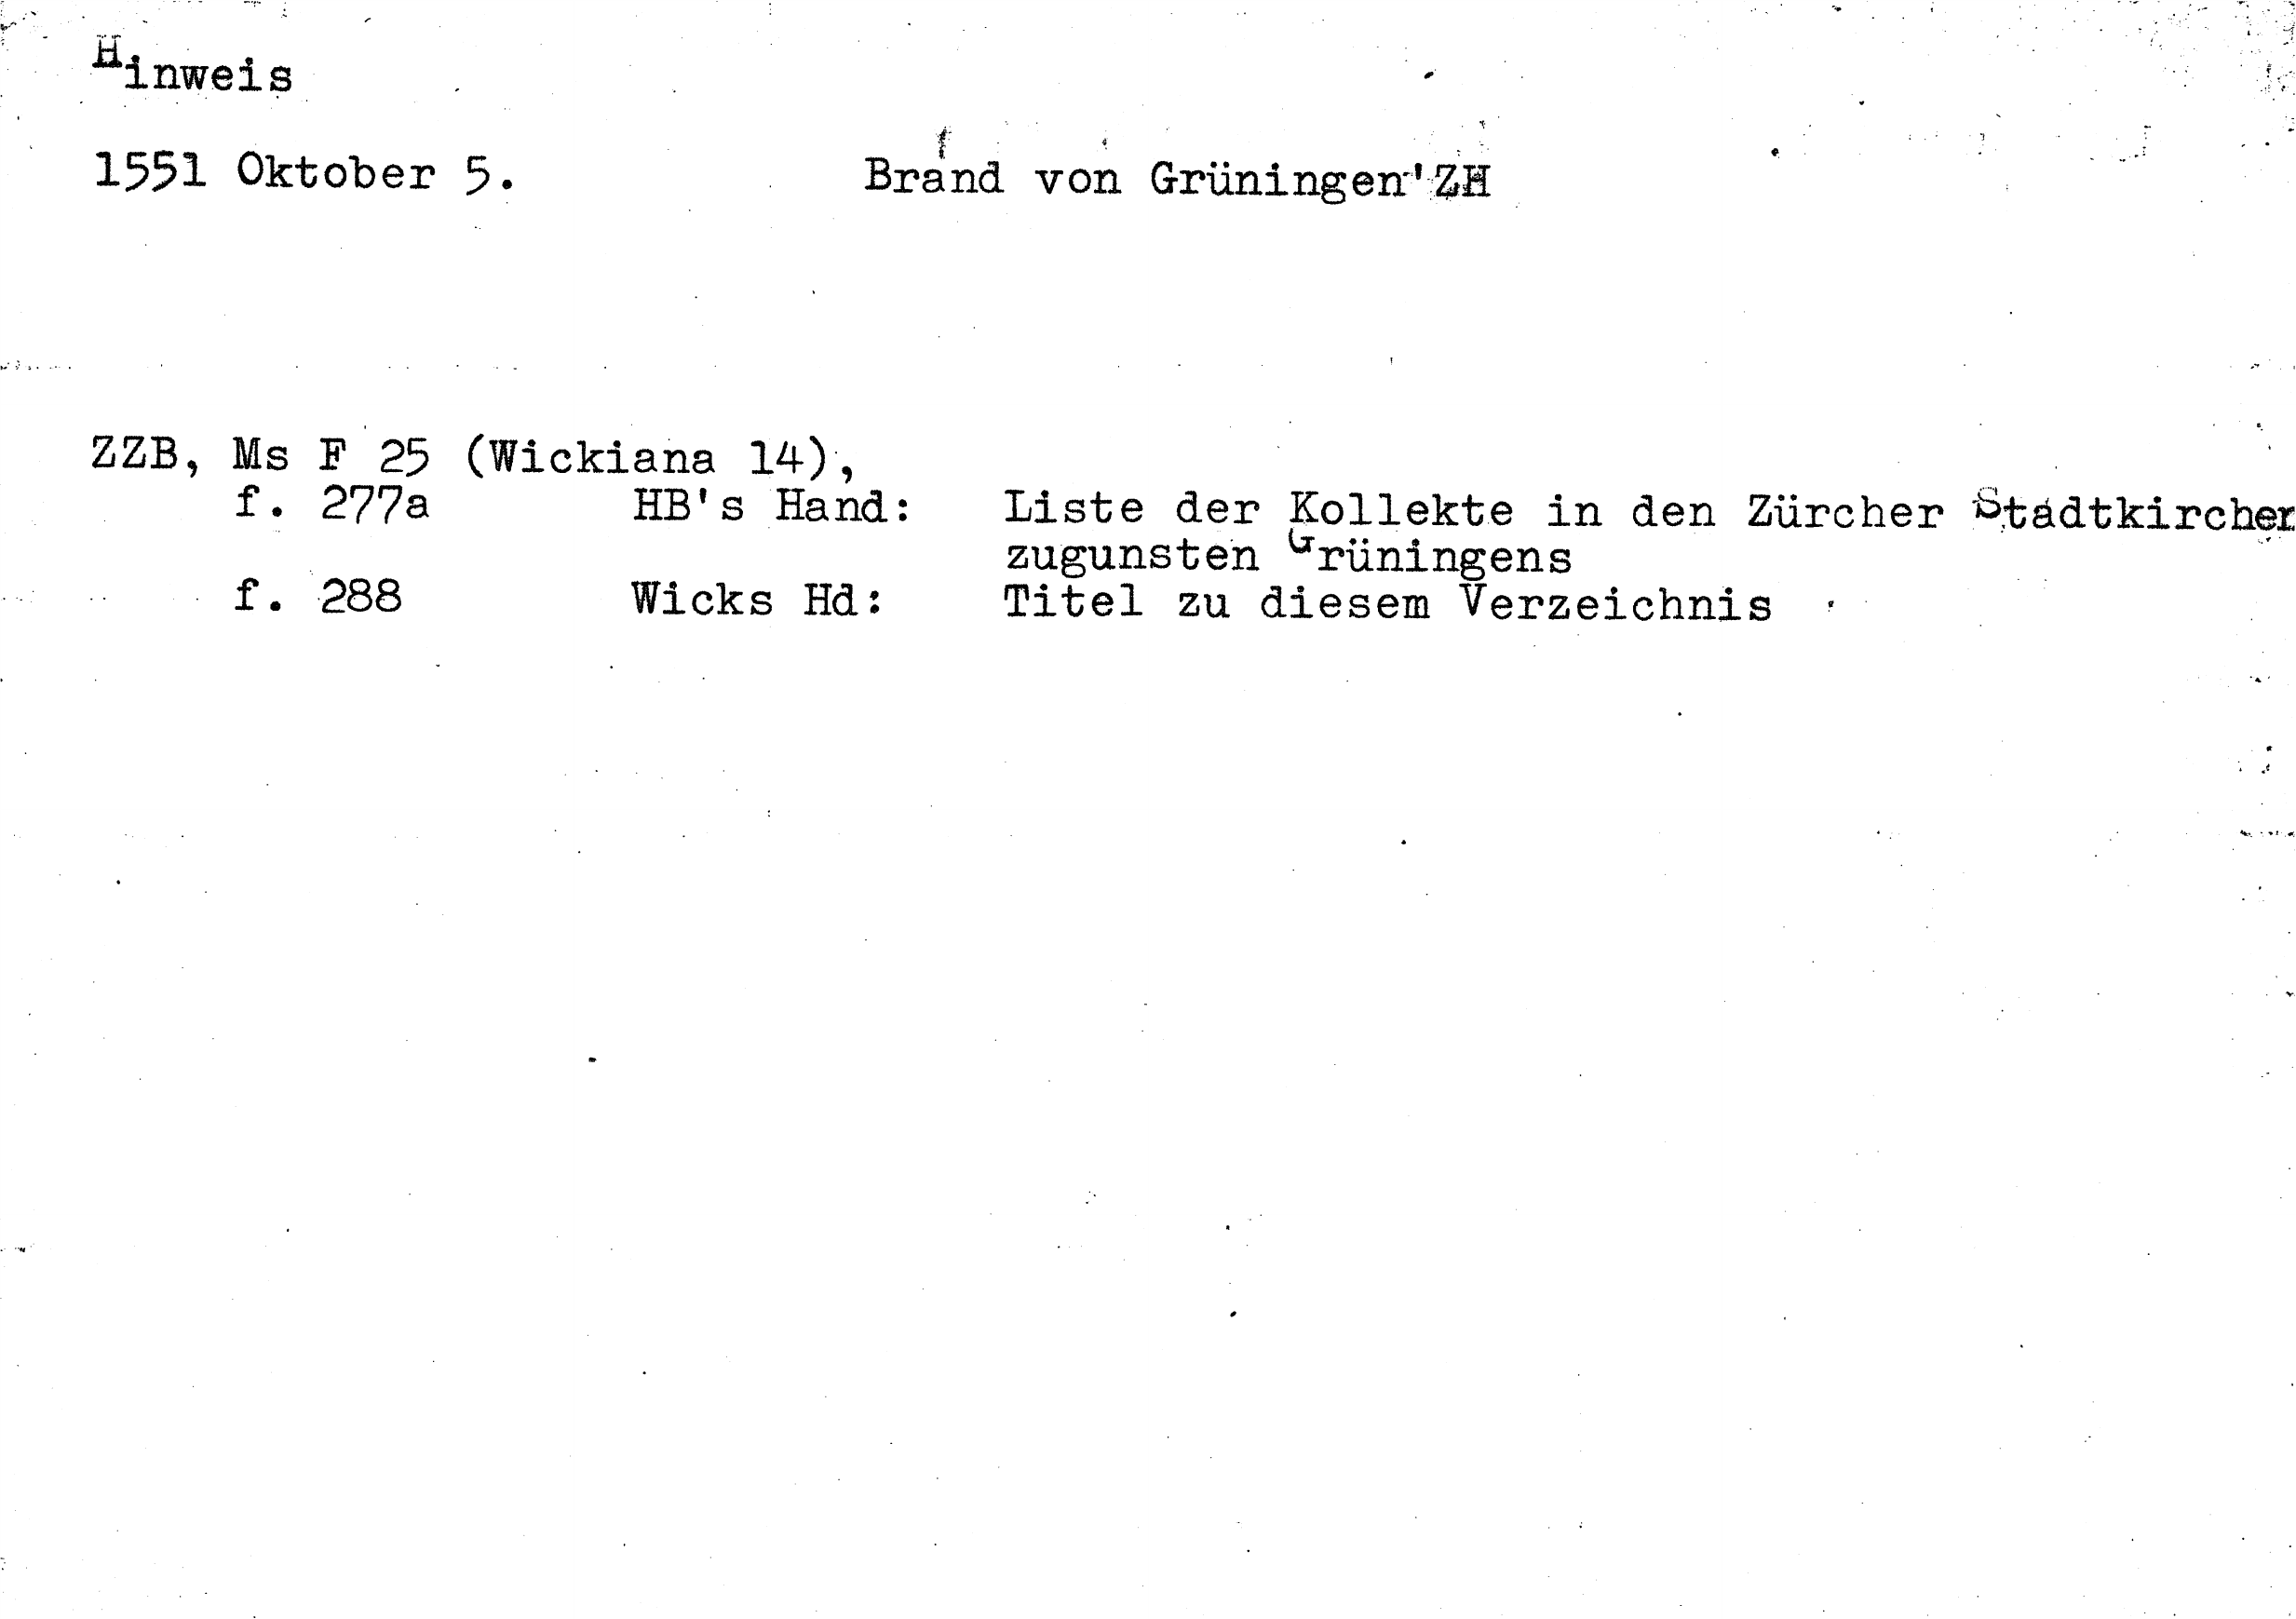 Hinweis
1551 Oktober 5. Brand von Grüningen'ZH
ZZB, Ms F 25 (Wickiana 14),
f. 277a HB's Hand: Liste der Kollekte in den Zürcher Stadtkircher
zugunsten Grüningens
f. 288 Wicks Hd: Titel zu diesem Verzeichnis